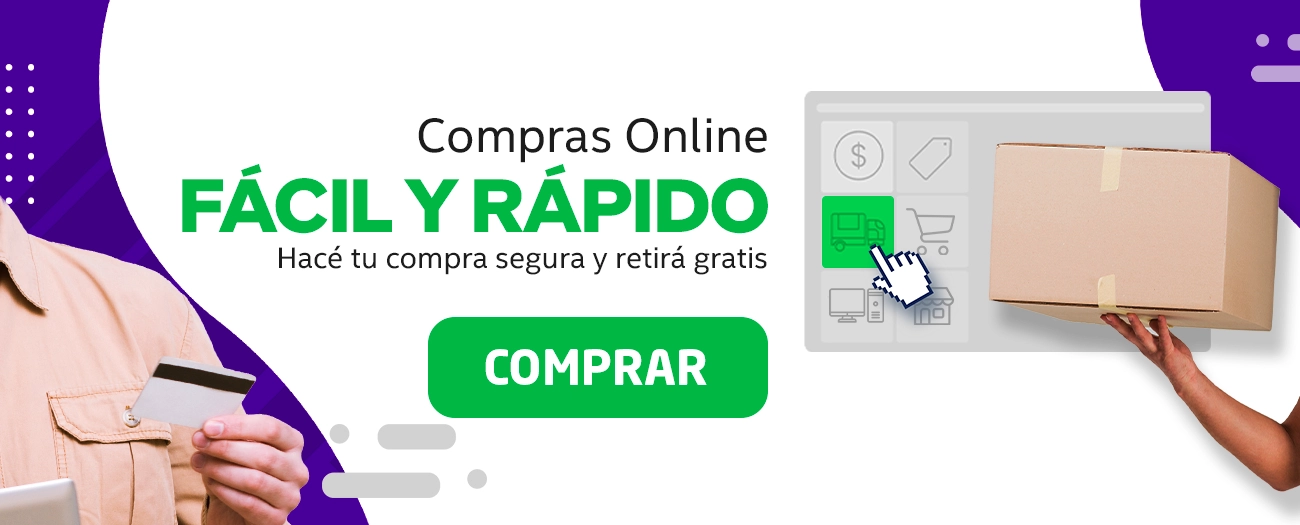 Compras Online
FÁCIL Y RÁPIDO
Hacé tu compra segura y retirá gratis
COMPRAR
$